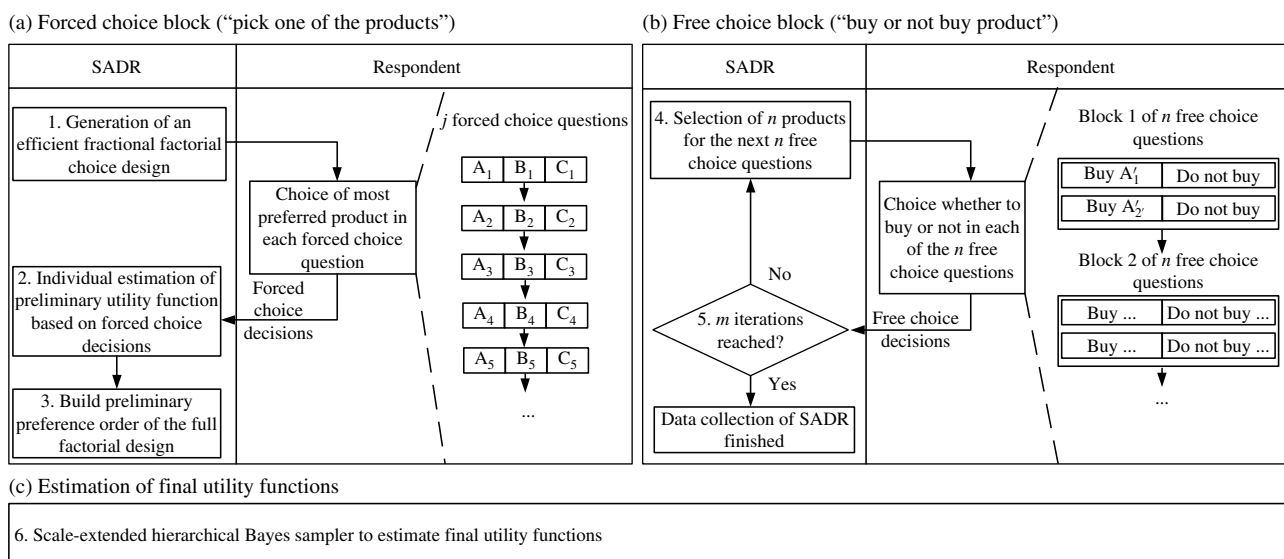 (a) Forced choice block (“pick one of the products”)
SADR
Respondent
1. Generation of an
efficient fractional factorial
choice design
Choice of most
preferred product in
each forced choice
question
j forced choice questions
A1 B1 C1
A2 B2 C2
A3 B3 C3
A4 B4 C4
A5 B5 C5
...
Forced
choice
decisions
2. Individual estimation of
preliminary utility function
based on forced choice
decisions
3. Build preliminary
preference order of the full
factorial design
(b) Free choice block (“buy or not buy product”)
SADR
Respondent
4. Selection of n products
for the next n free
choice questions
Choice whether to
buy or not in each
of the n free
choice questions
Block 1 of n free choice
questions
Buy A′1 Do not buy
Buy A′2′ Do not buy
Block 2 of n free choice
questions
Buy ... Do not buy ...
Buy ... Do not buy ...
...
No
5. m iterations
reached?
Free choice
decisions
Yes
Data collection of SADR
finished
(c) Estimation of final utility functions
6. Scale-extended hierarchical Bayes sampler to estimate final utility functions